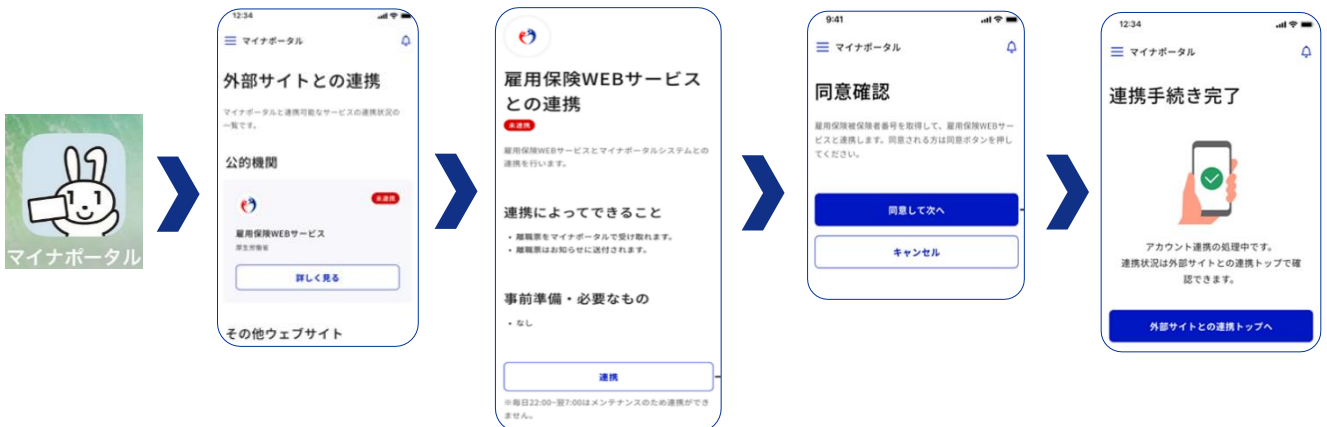 マイナポータル
12:34
マイナポータル
外部サイトとの連携
マイナポータルと連携可能なサービスの連携状況の
一覧です。
公的機関
未連携
雇用保険WEBサービス
厚生労働省
詳しく見る
その他ウェブサイト
雇用保険WEBサービス
との連携
未連携
雇用保険WEBサービスとマイナポータルシステムとの
連携を行います。
連携によってできること
・離職票をマイナポータルで受け取れます。
・離職票はお知らせに送付されます。
事前準備・必要なもの
・なし
連携
※毎日22:00~翌7:00はメンテナンスのため連携ができ
ません。
9:41
マイナポータル
同意確認
雇用保険被保険者番号を取得して、雇用保険WEBサー
ビスと連携します。同意される方は同意ボタンを押し
てください。
同意して次へ
キャンセル
12:34
マイナポータル
連携手続き完了
アカウント連携の処理中です。
連携状況は外部サイトとの連携トップで確
認できます。
外部サイトとの連携トップへ